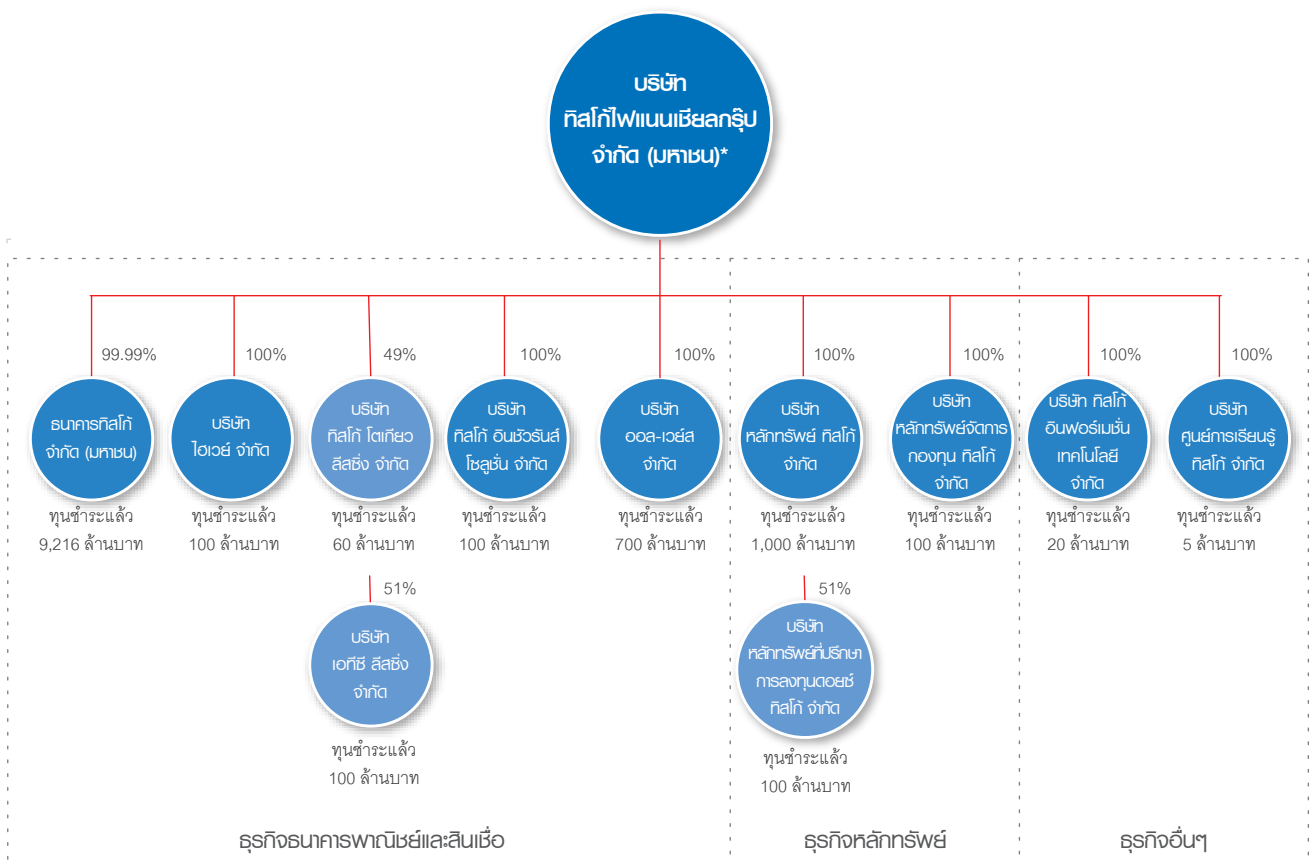 บริษัท
ทิสโก้ไฟแนนเชียลกรุ๊ป
จำกัด (มหาชน)*
99.99%
100%
49%
100%
100%
100%
100%
100%
100%
ธนาคารทิสโก้
จำกัด (มหาชน)
ทุนชำระแล้ว
9,216 ล้านบาท
บริษัท
ไฮเวย์ จำกัด
ทุนชำระแล้ว
100 ล้านบาท
บริษัท
ทิสโก้ โตเกียว
ลีสซิ่ง จำกัด
ทุนชำระแล้ว
60 ล้านบาท
บริษัท
ทิสโก้ อินชัวรันส์
โซลูชั่น จำกัด
ทุนชำระแล้ว
100 ล้านบาท
บริษัท
ออล-เวย์ส
จำกัด
ทุนชำระแล้ว
700 ล้านบาท
บริษัท
หลักทรัพย์ ทิสโก้
จำกัด
ทุนชำระแล้ว
1,000 ล้านบาท
บริษัท
หลักทรัพย์จัดการ
กองทุน ทิสโก้
จำกัด
ทุนชำระแล้ว
100 ล้านบาท
บริษัท ทิสโก้
อินฟอร์เมชั่น
เทคโนโลยี
จำกัด
ทุนชำระแล้ว
20 ล้านบาท
บริษัท
ศูนย์การเรียนรู้
ทิสโก้ จำกัด
ทุนชำระแล้ว
5 ล้านบาท
51%
บริษัท
เอทีซี ลีสซิ่ง
จำกัด
ทุนชำระแล้ว
100 ล้านบาท
51%
บริษัท
หลักทรัพย์ที่ปรึกษา
การลงทุนดอยซ์
ทิสโก้ จำกัด
ทุนชำระแล้ว
100 ล้านบาท
ธุรกิจธนาคารพาณิชย์และสินเชื่อ
ธุรกิจหลักทรัพย์
ธุรกิจอื่นๆ